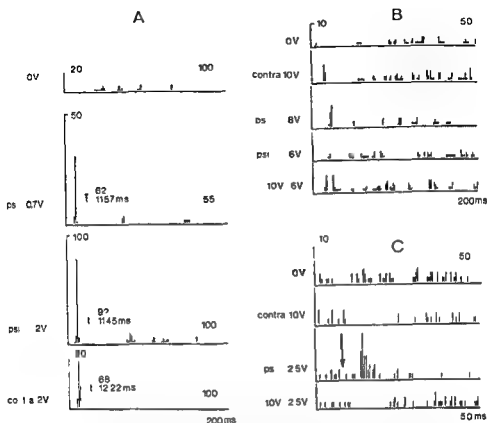 A
20 100
0V
50
ps 0.7V
62
1157ms
55
100
psi 2V
92
t 1145ms
100
80
co 1 a 2V
68
t 1222ms
100
200ms
B
10 50
0V
contra 10V
ps 8V
psi 6V
10V 6V
200ms
C
10 50
0V
contra 10V
ps 2 5V
10V 2 5V
50ms